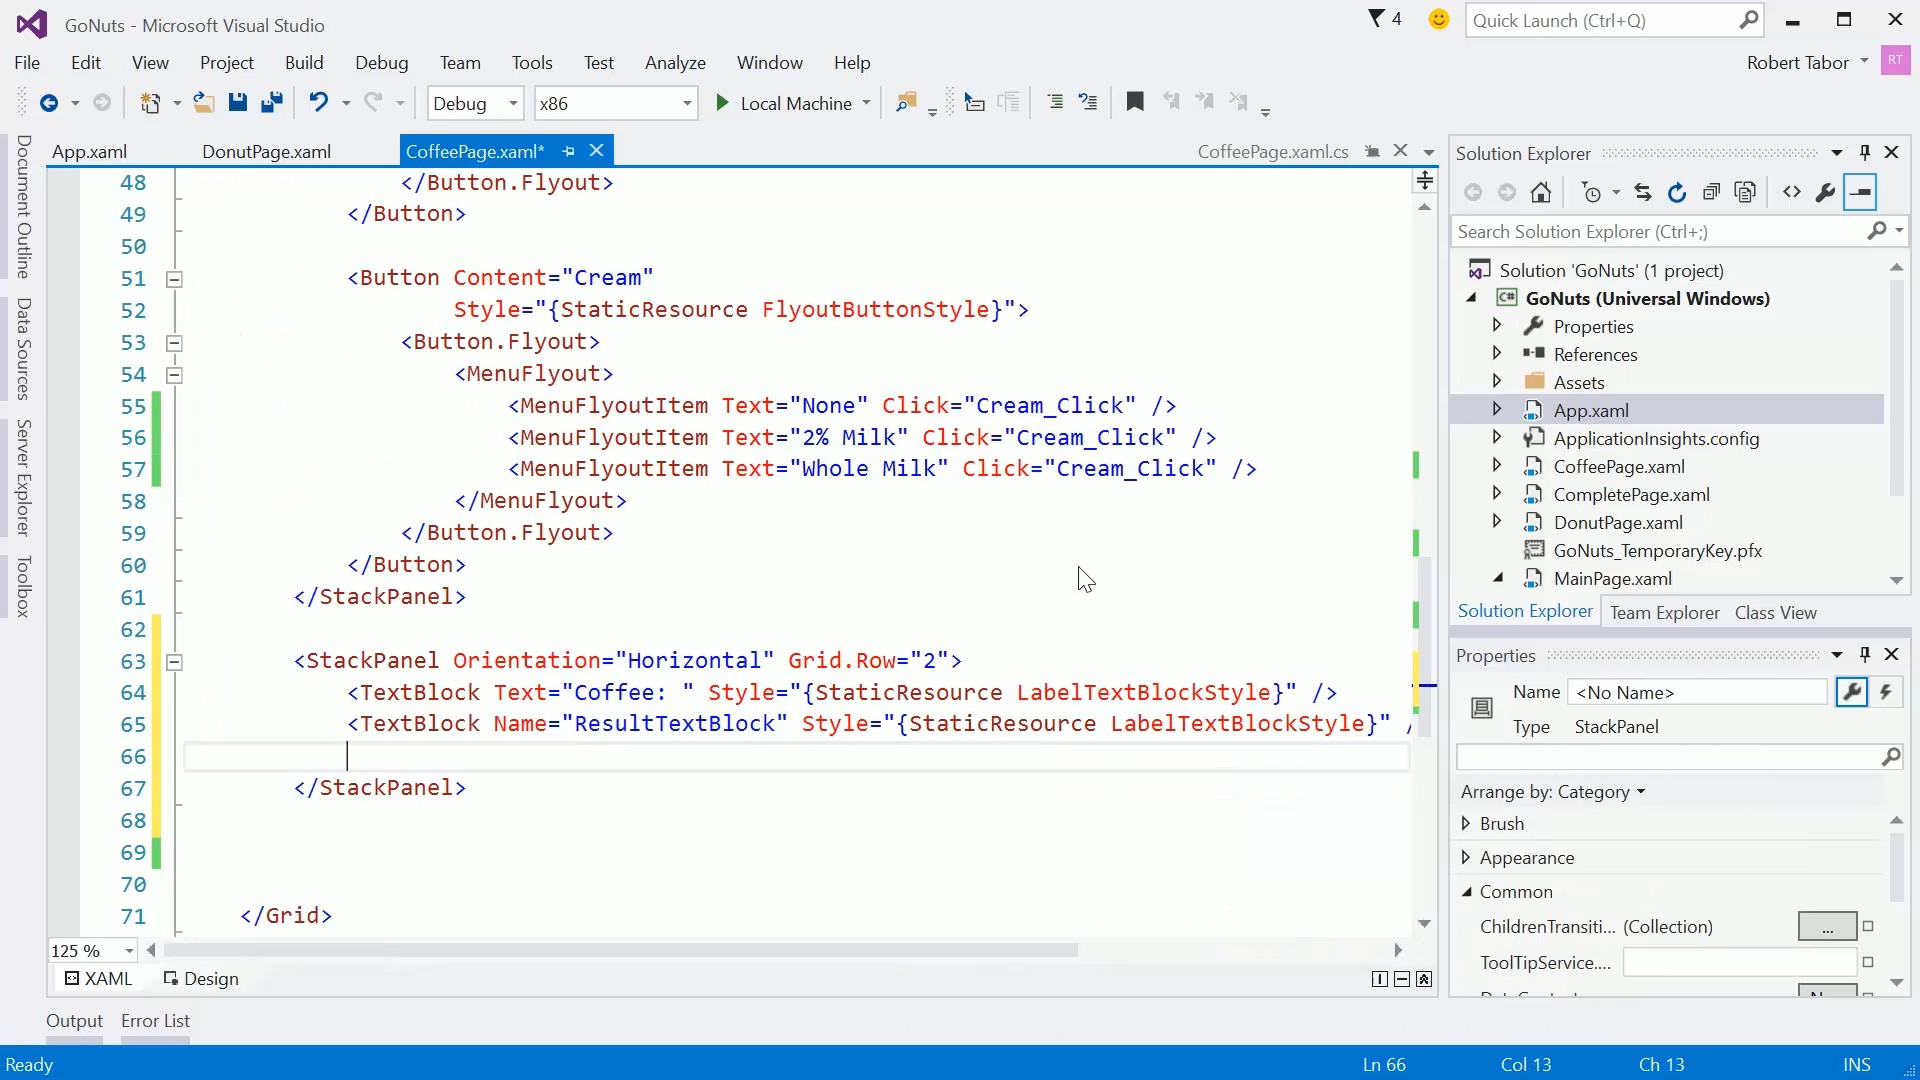 GoNuts - Microsoft Visual Studio
4
Quick Launch (Ctrl+Q)
File Edit View Project Build Debug Team Tools Test Analyze Window Help
Robert Tabor
RT
Debug
x86
Local Machine
Document Outline
Data Sources
Server Explorer
Toolbox
App.xaml
DonutPage.xaml
CoffeePage.xaml*
CoffeePage.xaml.cs
48 </Button.Flyout>
49 </Button>
50
51 <Button Content="Cream"
52 Style="{StaticResource FlyoutButtonStyle}">
53 <Button.Flyout>
54 <MenuFlyout>
55 <MenuFlyoutItem Text="None" Click="Cream_Click" />
56 <MenuFlyoutItem Text="2% Milk" Click="Cream_Click" />
57 <MenuFlyoutItem Text="Whole Milk" Click="Cream_Click" />
58 </MenuFlyout>
59 </Button.Flyout>
60 </Button>
61 </StackPanel>
62
63 <StackPanel Orientation="Horizontal" Grid.Row="2">
64 <TextBlock Text="Coffee: " Style="{StaticResource LabelTextBlockStyle}" />
65 <TextBlock Name="ResultTextBlock" Style="{StaticResource LabelTextBlockStyle}" /
66
67 </StackPanel>
68
69
70
71 </Grid>
125 %
XAML
Design
Output Error List
Ready
Ln 66
Col 13
Ch 13
INS
Solution Explorer
Search Solution Explorer (Ctrl+;)
Solution 'GoNuts' (1 project)
C# GoNuts (Universal Windows)
Properties
References
Assets
App.xaml
ApplicationInsights.config
CoffeePage.xaml
CompletePage.xaml
DonutPage.xaml
GoNuts_TemporaryKey.pfx
MainPage.xaml
Solution Explorer Team Explorer Class View
Properties
Name <No Name>
Type StackPanel
Arrange by: Category
Brush
Appearance
Common
ChildrenTransiti... (Collection) ...
ToolTipService....